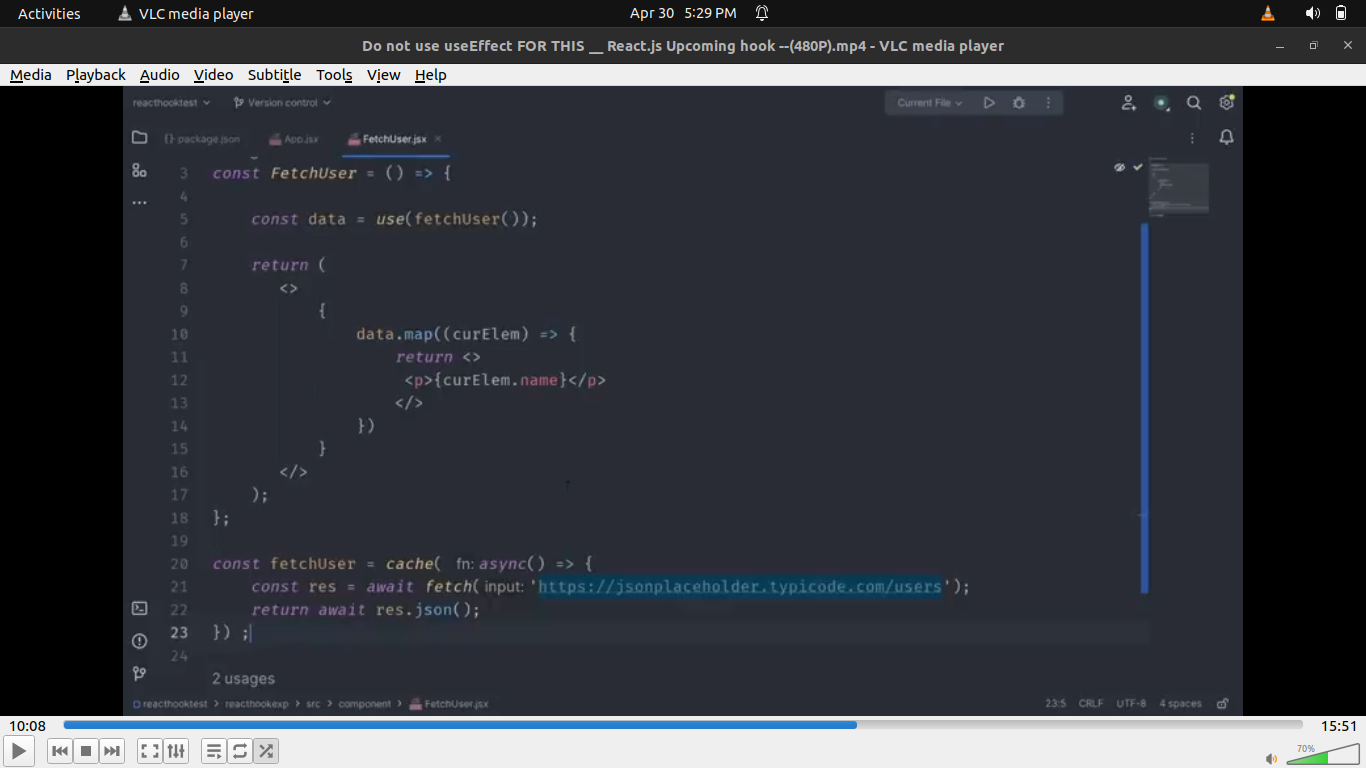 Activities VLC media player Apr 30 5:29 PM
Do not use useEffect FOR THIS __ React.js Upcoming hook --(480P).mp4 - VLC media player
Media Playback Audio Video Subtitle Tools View Help
reacthooktest Version control Current File
package.json App.jsx FetchUser.jsx
3 const FetchUser = () => {
4
5 const data = use(fetchUser());
6
7 return (
8 <>
9 {
10 data.map((curElem) => {
11 return <>
12 <p>{curElem.name}</p>
13 </>
14 })
15 }
16 </>
17 );
18 };
19
20 const fetchUser = cache( fn: async() => {
21 const res = await fetch( input: 'https://jsonplaceholder.typicode.com/users');
22 return await res.json();
23 }) ;
24
2 usages
reacthooktest > reacthookexp > src > component > FetchUser.jsx 23:5 CRLF UTF-8 4 spaces
10:08 15:51
70%